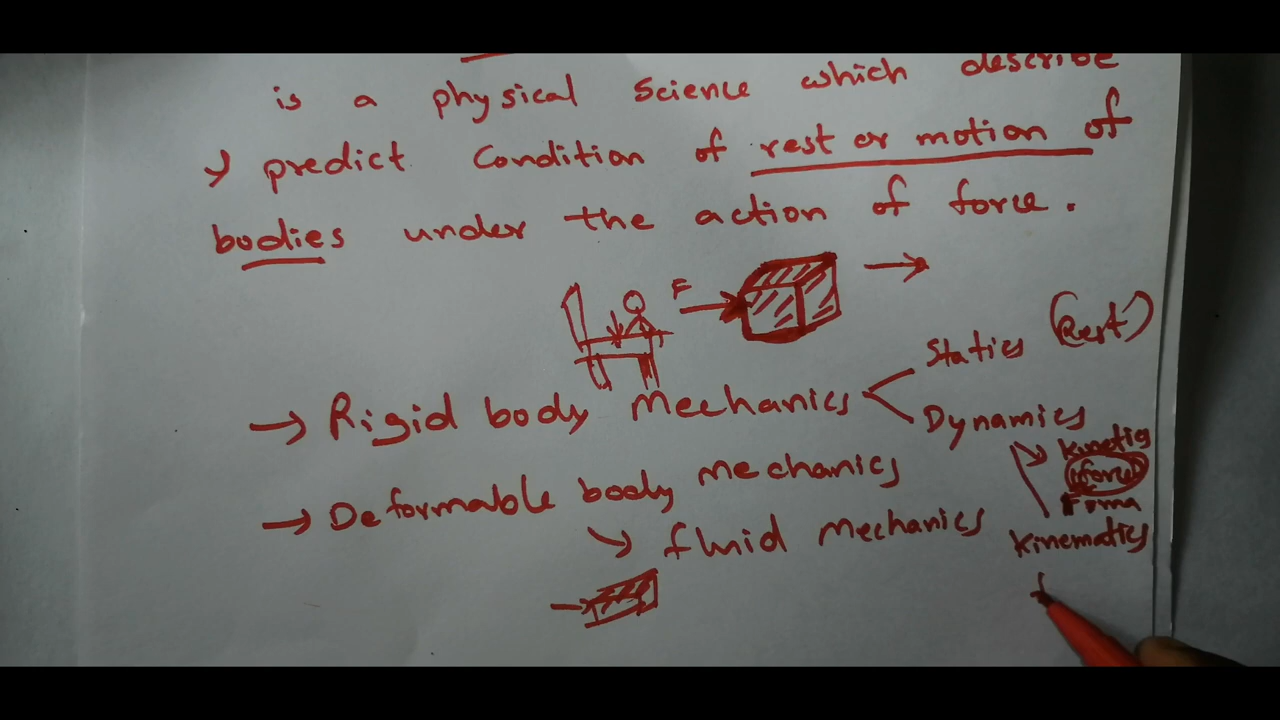 is a physical science which describe
& predict condition of rest or motion of
bodies under the action of force.
F
Statics (Rest)
→ Rigid body Mechanics
Dynamics
Kinetics
(force)
→ Deformable body Mechanics
F=ma
→ fluid Mechanics
Kinematics